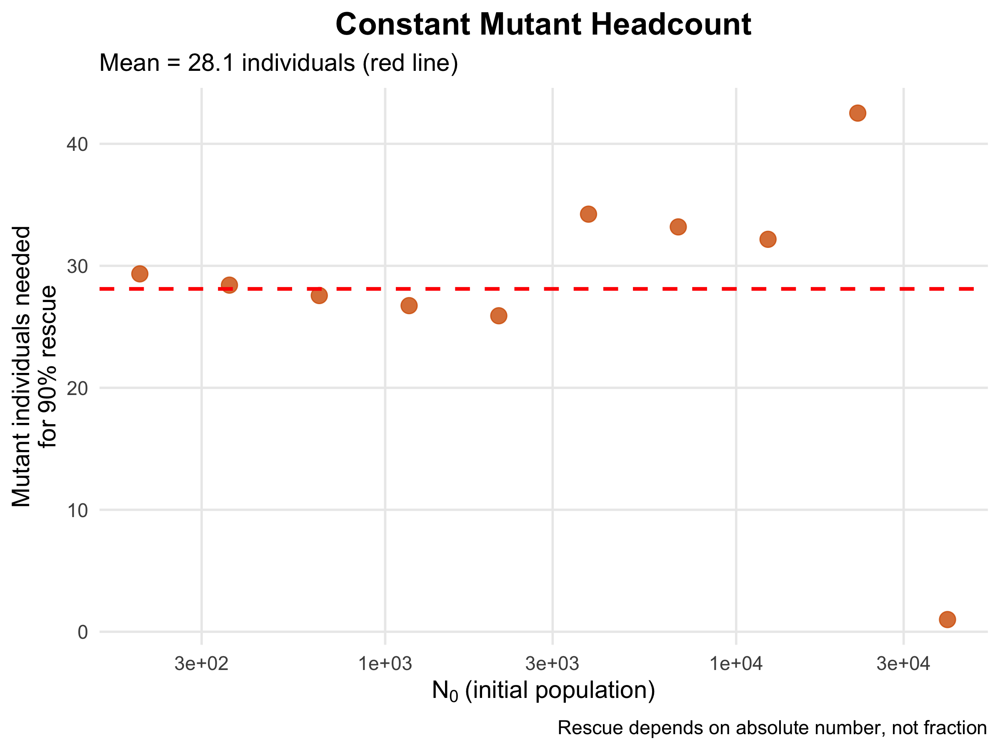 Constant Mutant Headcount
Mean = 28.1 individuals (red line)
Mutant individuals needed
for 90% rescue
40
30
20
10
0
3e+02
1e+03
3e+03
1e+04
3e+04
N₀ (initial population)
Rescue depends on absolute number, not fraction